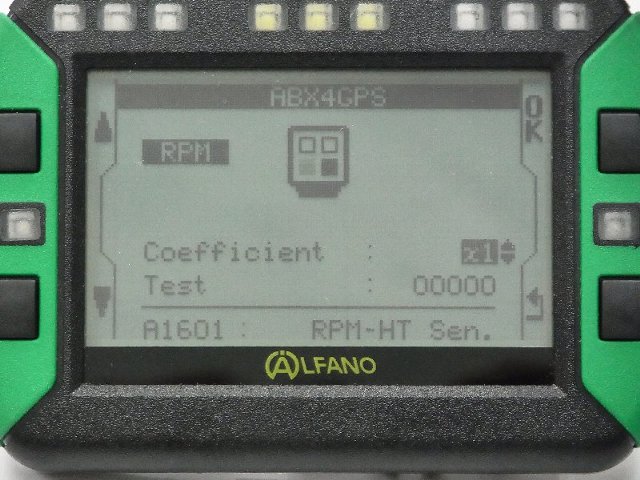 ABX4GPS
OK
RPM
Coefficient : x1
Test : 00000
A1601 : RPM-HT Sen.
ALFANO